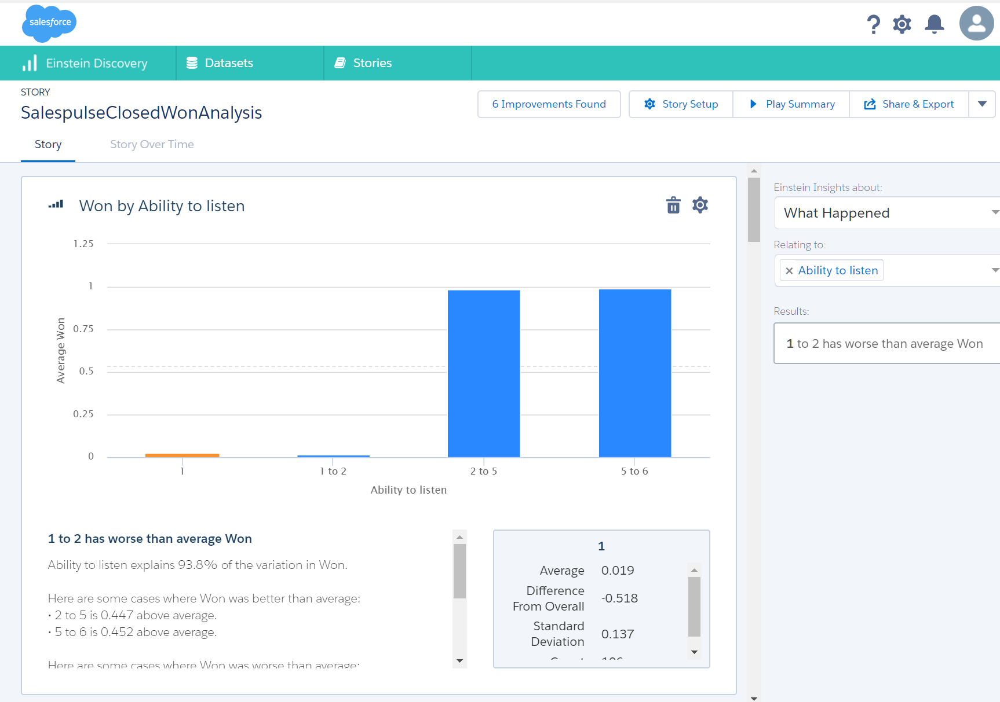 salesforce
Einstein Discovery
Datasets
Stories
STORY
SalespulseClosedWonAnalysis
6 Improvements Found
Story Setup
Play Summary
Share & Export
Story
Story Over Time
Won by Ability to listen
1.25
1
0.75
0.5
0.25
0
Average Won
1
1 to 2
2 to 5
5 to 6
Ability to listen
1 to 2 has worse than average Won
Ability to listen explains 93.8% of the variation in Won.
Here are some cases where Won was better than average:
• 2 to 5 is 0.447 above average.
• 5 to 6 is 0.452 above average.
Here are some cases where Won was worse than average:
1
Average 0.019
Difference
From Overall -0.518
Standard
Deviation 0.137
Einstein Insights about:
What Happened
Relating to:
× Ability to listen
Results:
1 to 2 has worse than average Won